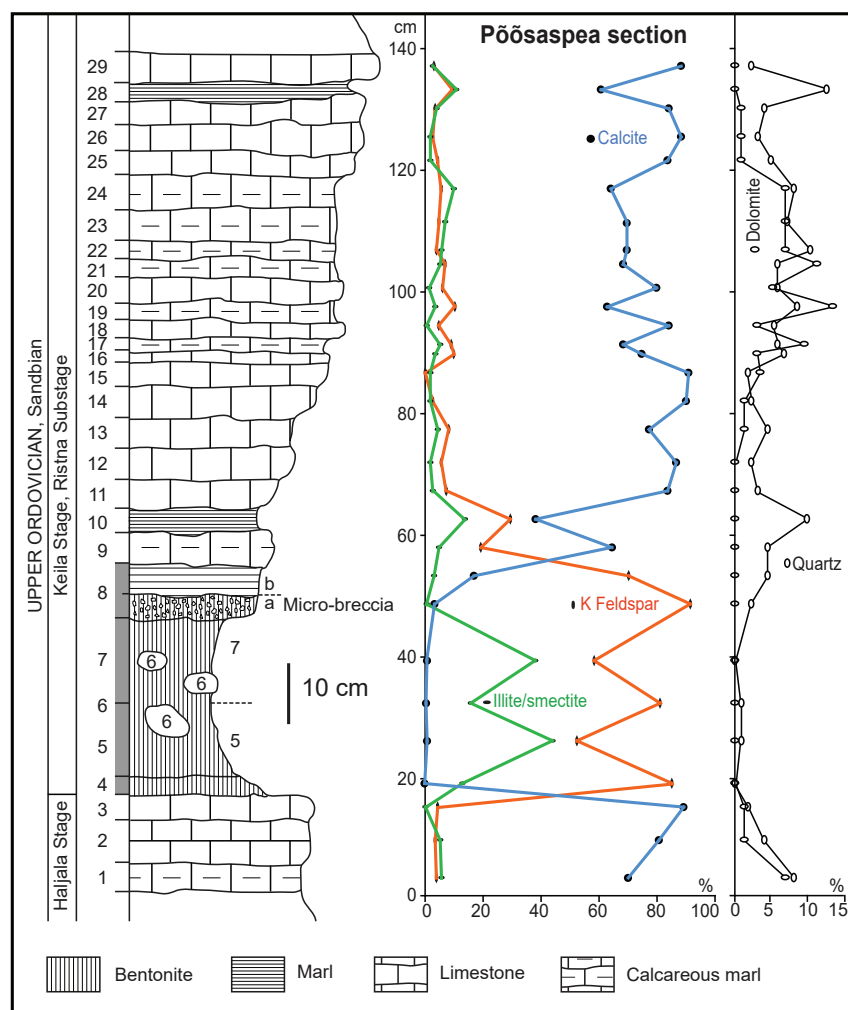 cm
Põõsaspea section
UPPER ORDOVICIAN, Sandbian
Keila Stage, Ristna Substage
Haljala Stage
29
28
27
26
25
24
23
22
21
20
19
18
17
16
15
14
13
12
11
10
9
8
b
a
Micro-breccia
7
6
5
4
3
2
1
7
6
6
6
5
10 cm
140
120
100
80
60
40
20
0
Calcite
K Feldspar
Illite/smectite
0 20 40 60 80 100
%
Dolomite
Quartz
0 5 10 15
%
Bentonite
Marl
Limestone
Calcareous marl